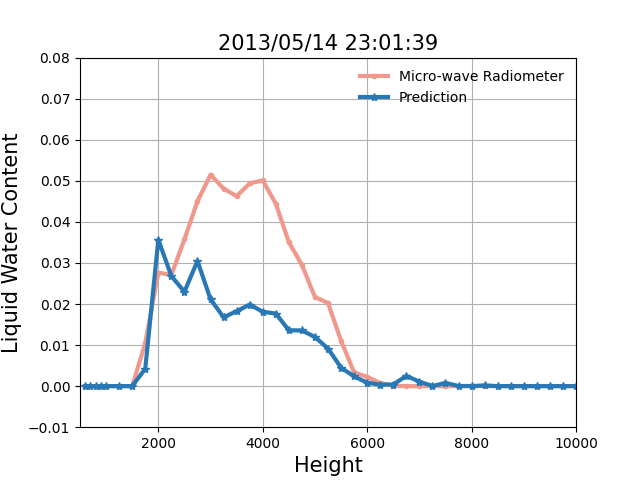 2013/05/14 23:01:39
Micro-wave Radiometer
Prediction
Liquid Water Content
0.08
0.07
0.06
0.05
0.04
0.03
0.02
0.01
0.00
−0.01
2000 4000 6000 8000 10000
Height